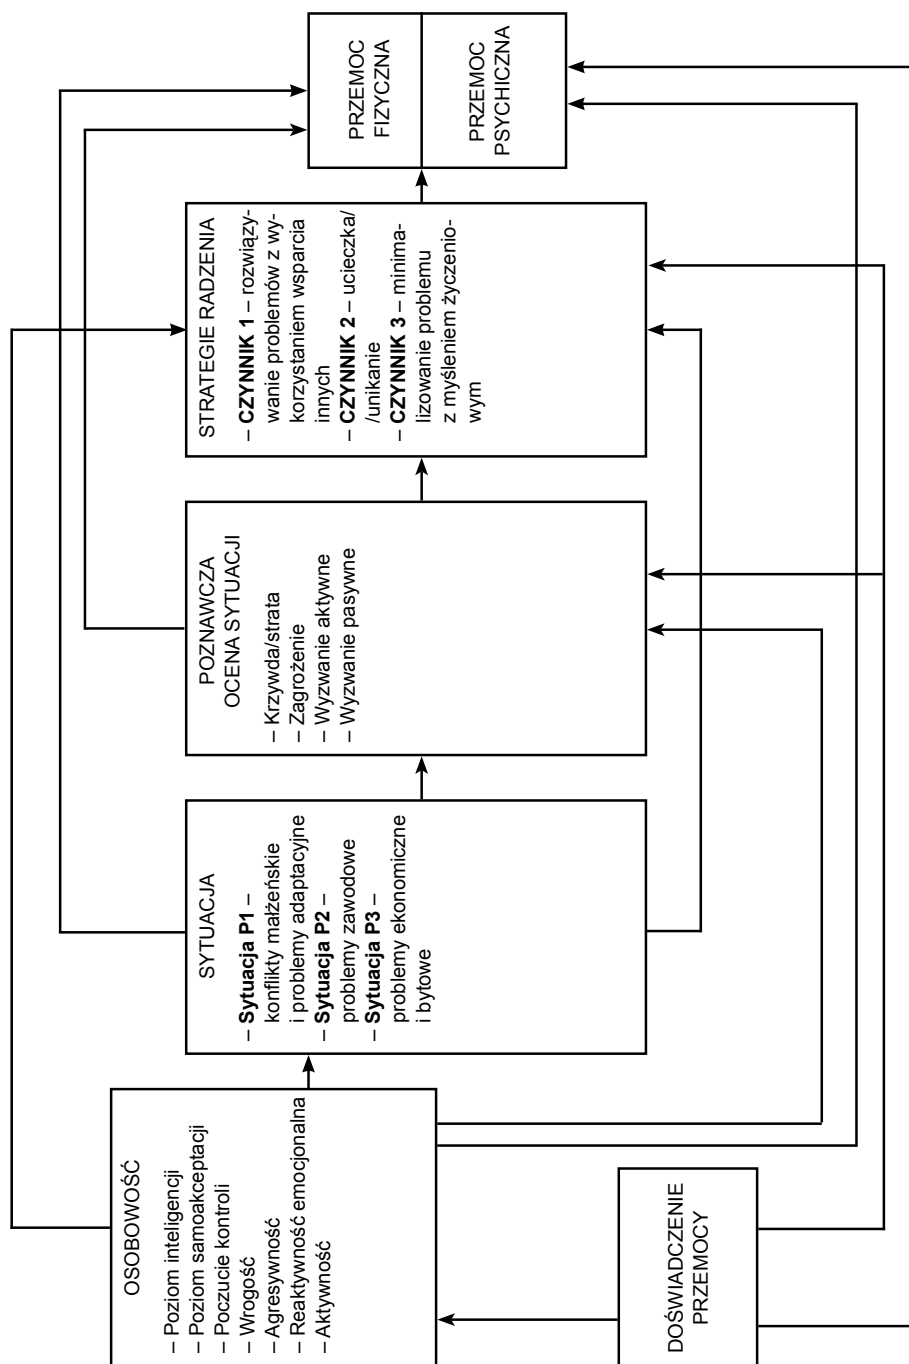 OSOBOWOŚĆ
– Poziom inteligencji
– Poziom samoakceptacji
– Poczucie kontroli
– Wrogość
– Agresywność
– Reaktywność emocjonalna
– Aktywność
DOŚWIADCZENIE
PRZEMOCY
SYTUACJA
– Sytuacja P1 –
konflikty małżeńskie
i problemy adaptacyjne
– Sytuacja P2 –
problemy zawodowe
– Sytuacja P3 –
problemy ekonomiczne
i bytowe
POZNAWCZA
OCENA SYTUACJI
– Krzywda/strata
– Zagrożenie
– Wyzwanie aktywne
– Wyzwanie pasywne
STRATEGIE RADZENIA
– CZYNNIK 1 – rozwiązy-
wanie problemów z wy-
korzystaniem wsparcia
innych
– CZYNNIK 2 – ucieczka/
/unikanie
– CZYNNIK 3 – minima-
lizowanie problemu
z myśleniem życzenio-
wym
PRZEMOC
FIZYCZNA
PRZEMOC
PSYCHICZNA